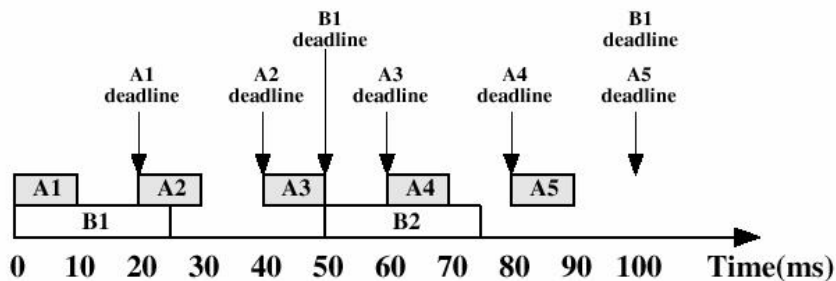 B1 B1
deadline deadline
A1 A2 A3 A4 A5
deadline deadline deadline deadline deadline
A1 A2 A3 A4 A5
B1 B2
0 10 20 30 40 50 60 70 80 90 100 Time(ms)